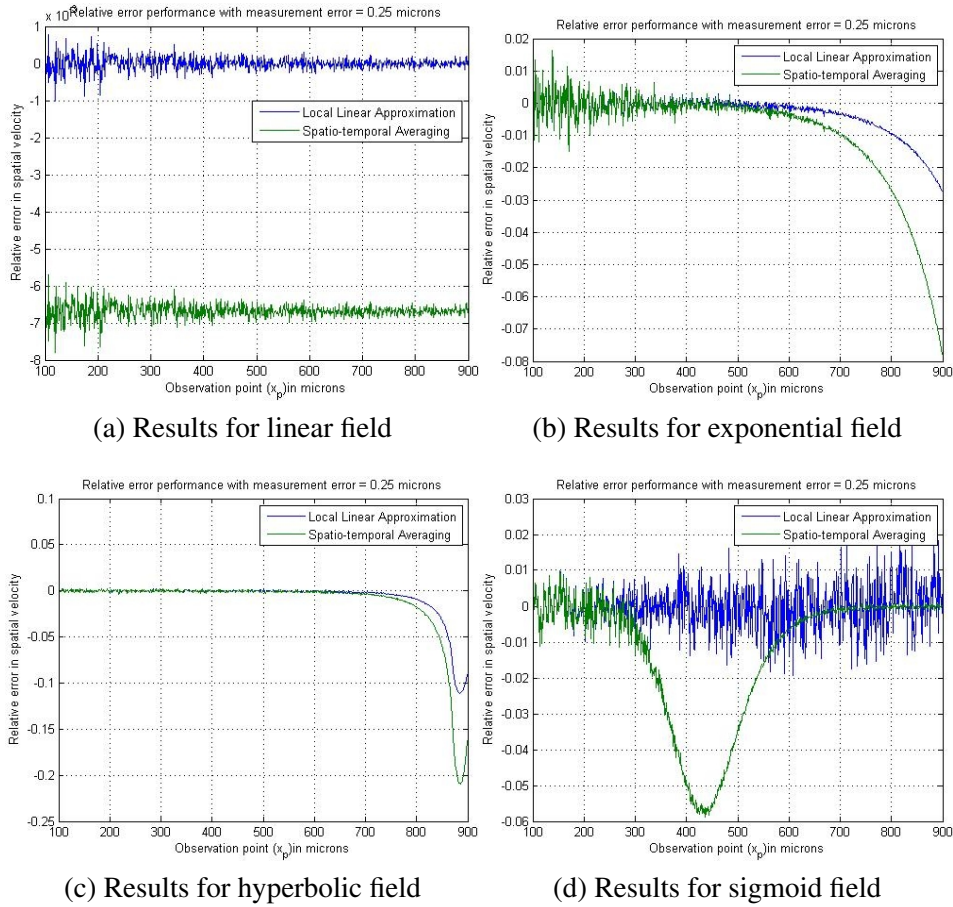 x 10⁻³
Relative error performance with measurement error = 0.25 microns
1
0
-1
-2
-3
-4
-5
-6
-7
-8
Relative error in spatial velocity
Local Linear Approximation
Spatio-temporal Averaging
100 200 300 400 500 600 700 800 900
Observation point (x_p)in microns
(a) Results for linear field
Relative error performance with measurement error = 0.25 microns
0.02
0.01
0
-0.01
-0.02
-0.03
-0.04
-0.05
-0.06
-0.07
-0.08
Relative error in spatial velocity
Local Linear Approximation
Spatio-temporal Averaging
100 200 300 400 500 600 700 800 900
Observation point (x_p)in microns
(b) Results for exponential field
Relative error performance with measurement error = 0.25 microns
0.1
0.05
0
-0.05
-0.1
-0.15
-0.2
-0.25
Relative error in spatial velocity
Local Linear Approximation
Spatio-temporal Averaging
100 200 300 400 500 600 700 800 900
Observation point (x_p)in microns
(c) Results for hyperbolic field
Relative error performance with measurement error = 0.25 microns
0.03
0.02
0.01
0
-0.01
-0.02
-0.03
-0.04
-0.05
-0.06
Relative error in spatial velocity
Local Linear Approximation
Spatio-temporal Averaging
100 200 300 400 500 600 700 800 900
Observation point (x_p)in microns
(d) Results for sigmoid field